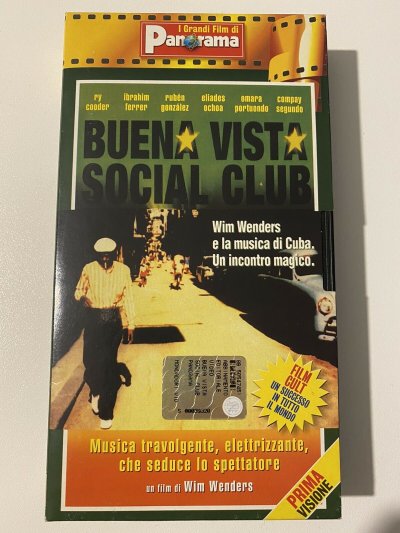 I Grandi Film di
Panorama
ry cooder
ibrahim ferrer
rubén gonzález
eliades ochoa
omara portuondo
compay segundo
BUENA VISTA
SOCIAL CLUB
Wim Wenders
e la musica di Cuba.
Un incontro magico.
FILM
CULT
UN SUCCESSO
IN TUTTO
IL MONDO
Musica travolgente, elettrizzante,
che seduce lo spettatore
un film di Wim Wenders
PRIMA
VISIONE